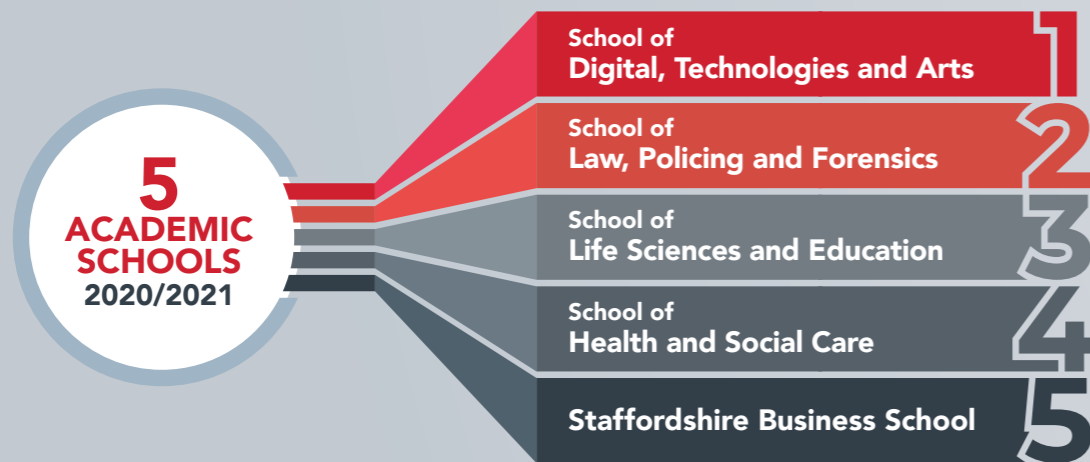 5
ACADEMIC
SCHOOLS
2020/2021
School of
Digital, Technologies and Arts
1
School of
Law, Policing and Forensics
2
School of
Life Sciences and Education
3
School of
Health and Social Care
4
Staffordshire Business School
5